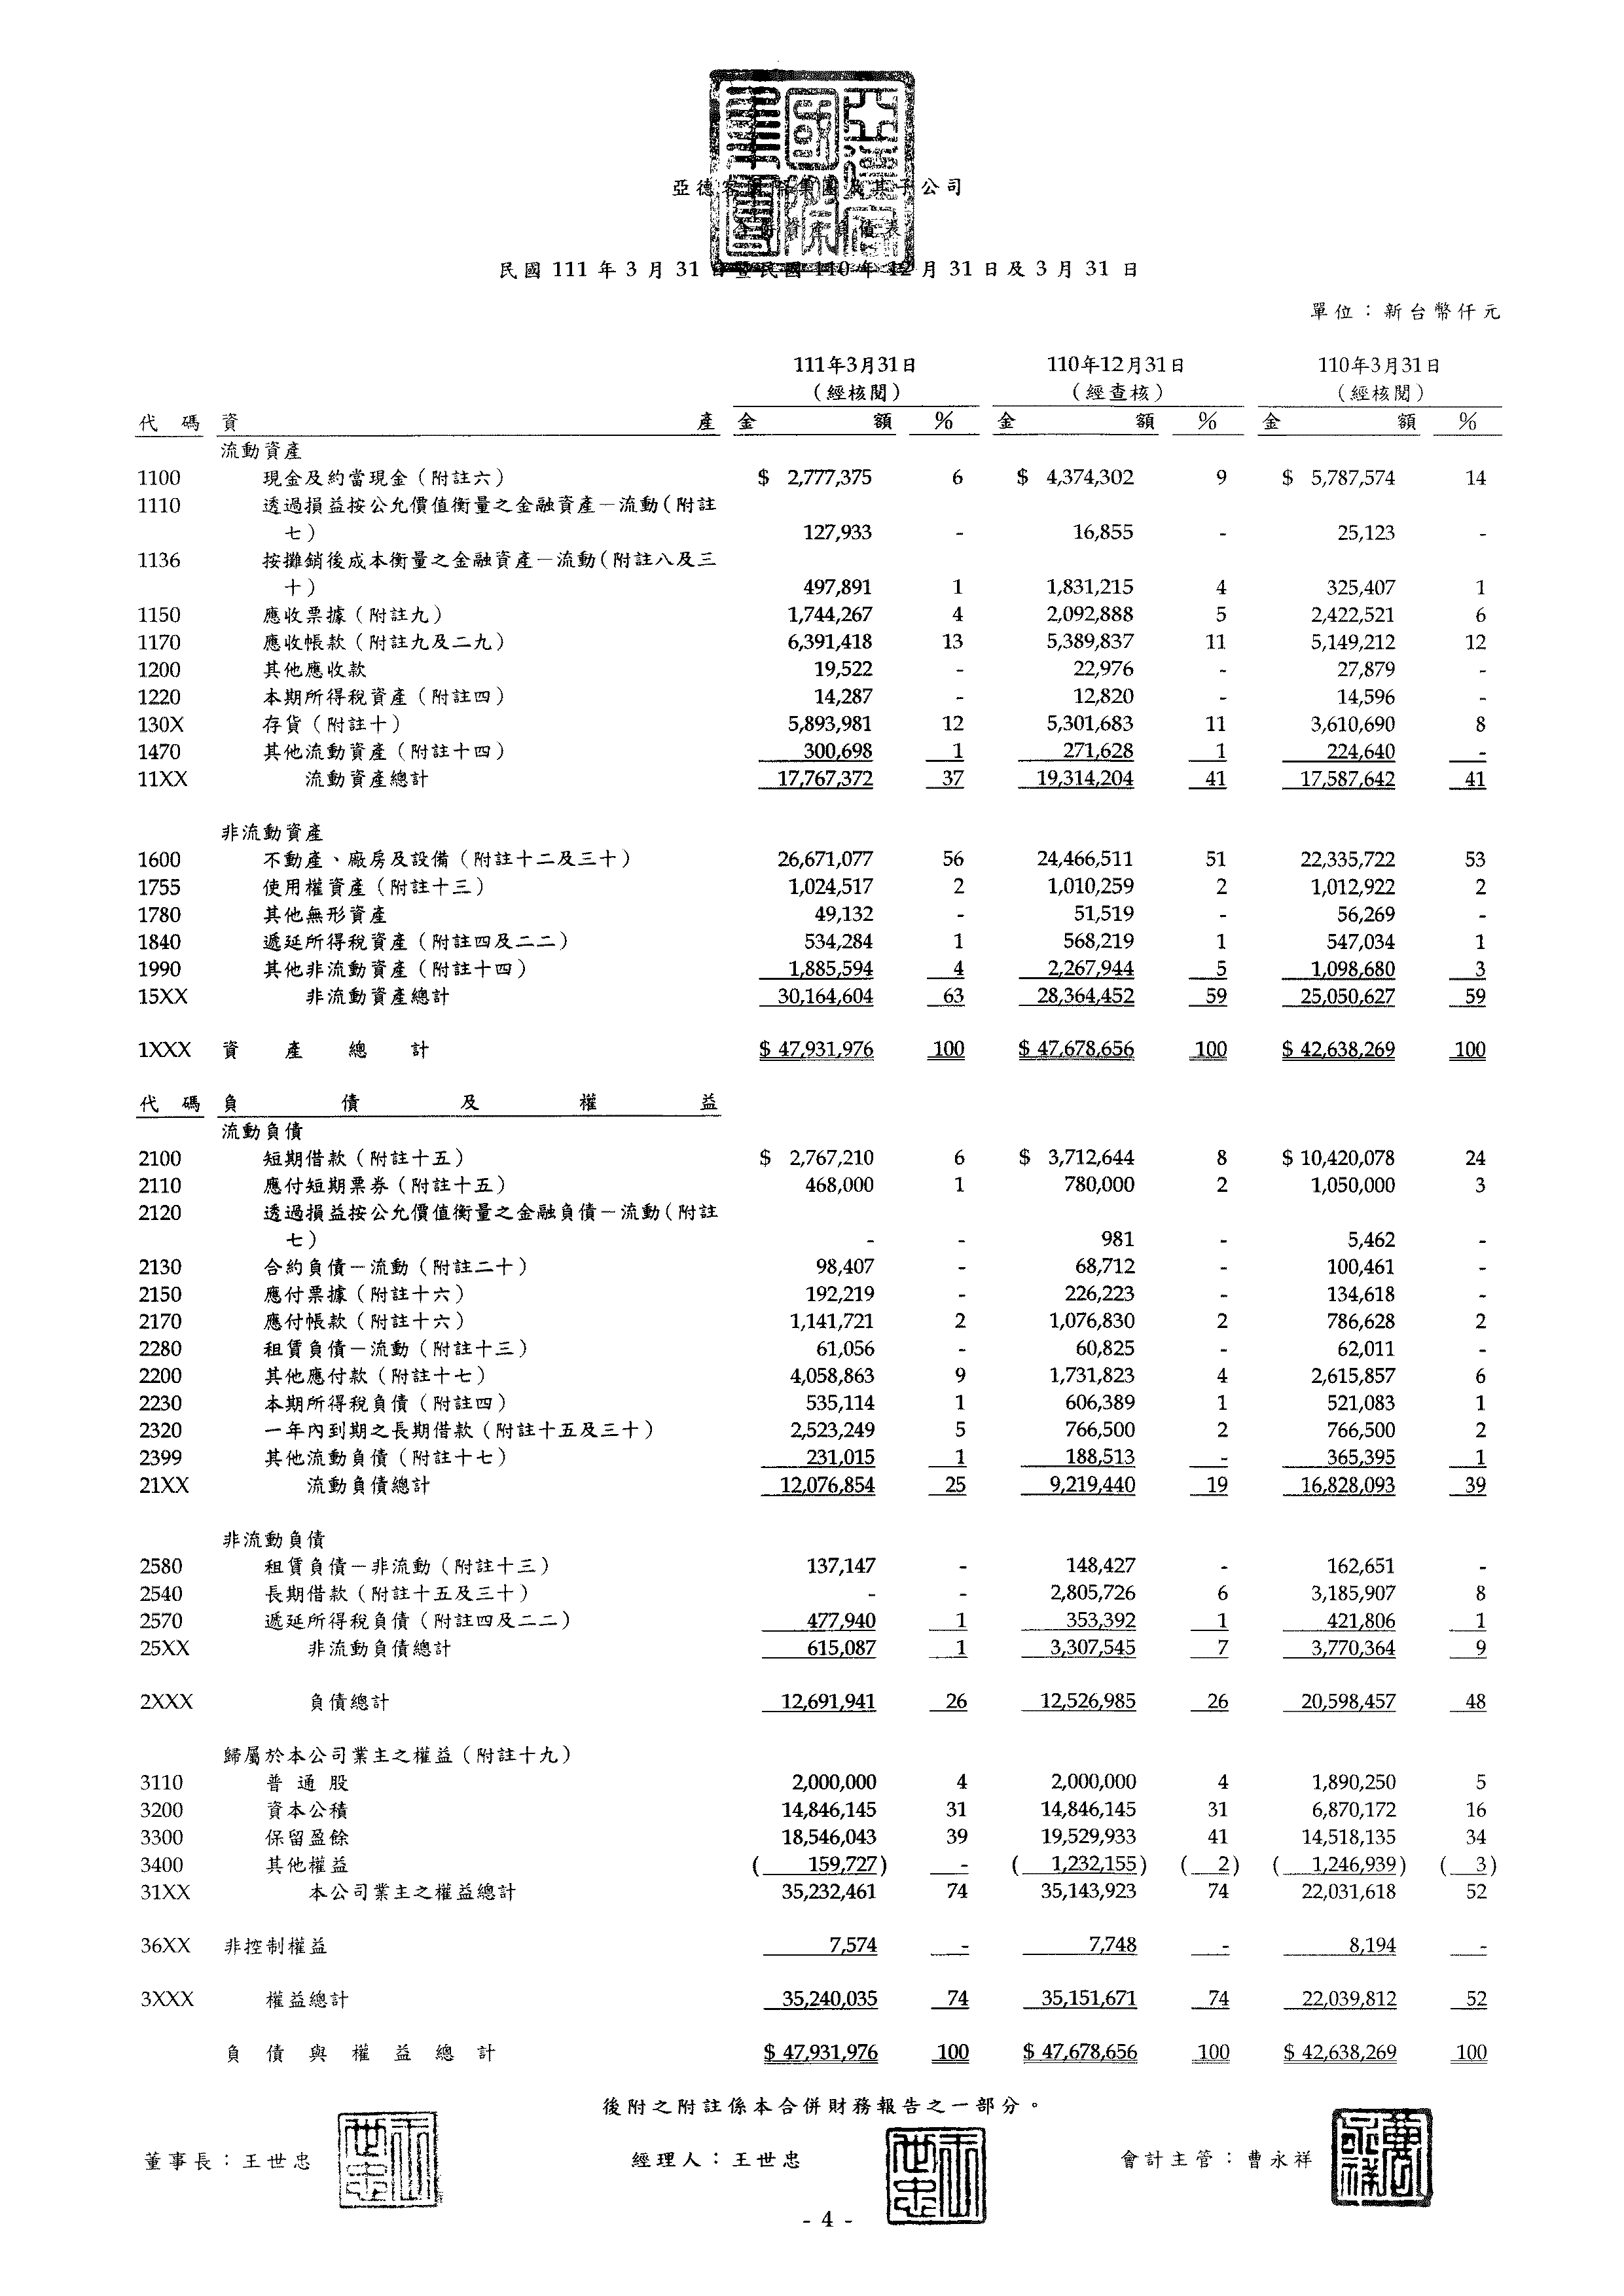 亞德客國際集團及其子公司
合併資產負債表
民國 111 年 3 月 31 日暨民國 110 年 12 月 31 日及 3 月 31 日
單位：新台幣仟元
111年3月31日 110年12月31日 110年3月31日
（經核閱） （經查核） （經核閱）
代 碼 資 產 金 額 % 金 額 % 金 額 %
流動資產
1100 現金及約當現金（附註六） $ 2,777,375 6 $ 4,374,302 9 $ 5,787,574 14
1110 透過損益按公允價值衡量之金融資產－流動（附註
七） 127,933 - 16,855 - 25,123 -
1136 按攤銷後成本衡量之金融資產－流動（附註八及三
十） 497,891 1 1,831,215 4 325,407 1
1150 應收票據（附註九） 1,744,267 4 2,092,888 5 2,422,521 6
1170 應收帳款（附註九及二九） 6,391,418 13 5,389,837 11 5,149,212 12
1200 其他應收款 19,522 - 22,976 - 27,879 -
1220 本期所得稅資產（附註四） 14,287 - 12,820 - 14,596 -
130X 存貨（附註十） 5,893,981 12 5,301,683 11 3,610,690 8
1470 其他流動資產（附註十四） 300,698 1 271,628 1 224,640 -
11XX 流動資產總計 17,767,372 37 19,314,204 41 17,587,642 41
非流動資產
1600 不動產、廠房及設備（附註十二及三十） 26,671,077 56 24,466,511 51 22,335,722 53
1755 使用權資產（附註十三） 1,024,517 2 1,010,259 2 1,012,922 2
1780 其他無形資產 49,132 - 51,519 - 56,269 -
1840 遞延所得稅資產（附註四及二二） 534,284 1 568,219 1 547,034 1
1990 其他非流動資產（附註十四） 1,885,594 4 2,267,944 5 1,098,680 3
15XX 非流動資產總計 30,164,604 63 28,364,452 59 25,050,627 59
1XXX 資 產 總 計 $ 47,931,976 100 $ 47,678,656 100 $ 42,638,269 100
代 碼 負 債 及 權 益
流動負債
2100 短期借款（附註十五） $ 2,767,210 6 $ 3,712,644 8 $ 10,420,078 24
2110 應付短期票券（附註十五） 468,000 1 780,000 2 1,050,000 3
2120 透過損益按公允價值衡量之金融負債－流動（附註
七） - - 981 - 5,462 -
2130 合約負債－流動（附註二十） 98,407 - 68,712 - 100,461 -
2150 應付票據（附註十六） 192,219 - 226,223 - 134,618 -
2170 應付帳款（附註十六） 1,141,721 2 1,076,830 2 786,628 2
2280 租賃負債－流動（附註十三） 61,056 - 60,825 - 62,011 -
2200 其他應付款（附註十七） 4,058,863 9 1,731,823 4 2,615,857 6
2230 本期所得稅負債（附註四） 535,114 1 606,389 1 521,083 1
2320 一年內到期之長期借款（附註十五及三十） 2,523,249 5 766,500 2 766,500 2
2399 其他流動負債（附註十七） 231,015 1 188,513 - 365,395 1
21XX 流動負債總計 12,076,854 25 9,219,440 19 16,828,093 39
非流動負債
2580 租賃負債－非流動（附註十三） 137,147 - 148,427 - 162,651 -
2540 長期借款（附註十五及三十） - - 2,805,726 6 3,185,907 8
2570 遞延所得稅負債（附註四及二二） 477,940 1 353,392 1 421,806 1
25XX 非流動負債總計 615,087 1 3,307,545 7 3,770,364 9
2XXX 負債總計 12,691,941 26 12,526,985 26 20,598,457 48
歸屬於本公司業主之權益（附註十九）
3110 普 通 股 2,000,000 4 2,000,000 4 1,890,250 5
3200 資本公積 14,846,145 31 14,846,145 31 6,870,172 16
3300 保留盈餘 18,546,043 39 19,529,933 41 14,518,135 34
3400 其他權益 ( 159,727) - ( 1,232,155) ( 2) ( 1,246,939) ( 3)
31XX 本公司業主之權益總計 35,232,461 74 35,143,923 74 22,031,618 52
36XX 非控制權益 7,574 - 7,748 - 8,194 -
3XXX 權益總計 35,240,035 74 35,151,671 74 22,039,812 52
負 債 與 權 益 總 計 $ 47,931,976 100 $ 47,678,656 100 $ 42,638,269 100
後附之附註係本合併財務報告之一部分。
董事長：王世忠 經理人：王世忠 會計主管：曹永祥
- 4 -